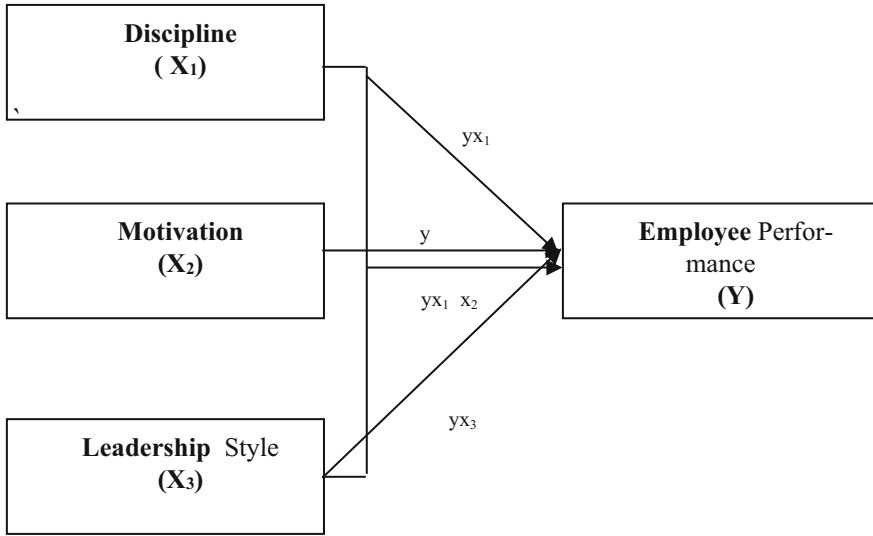 Discipline
( X₁)
`
yx₁
Motivation
(X₂)
y
Employee Perfor-
mance
(Y)
yx₁ x₂
yx₃
Leadership Style
(X₃)